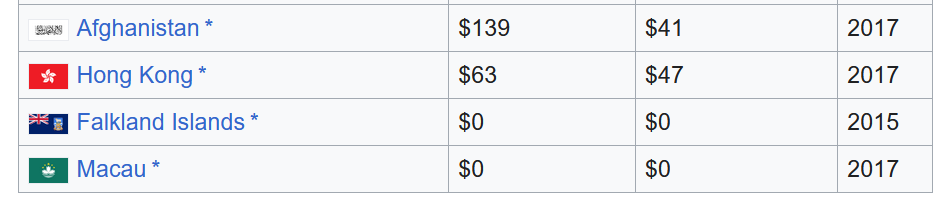 Afghanistan * $139 $41 2017
Hong Kong * $63 $47 2017
Falkland Islands * $0 $0 2015
Macau * $0 $0 2017